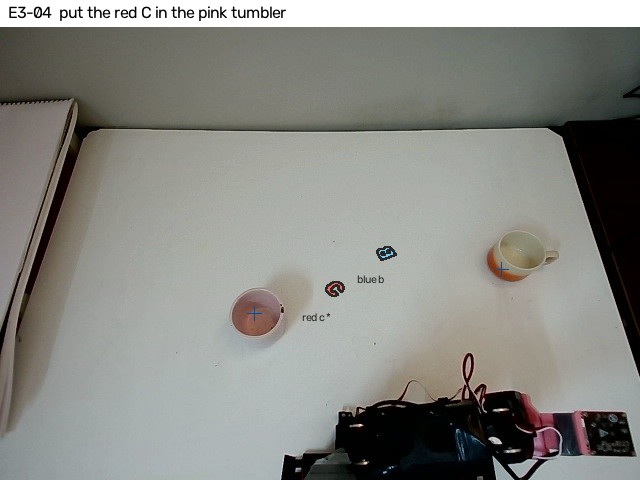 E3-04 put the red C in the pink tumbler
B
blue b
C
red c *